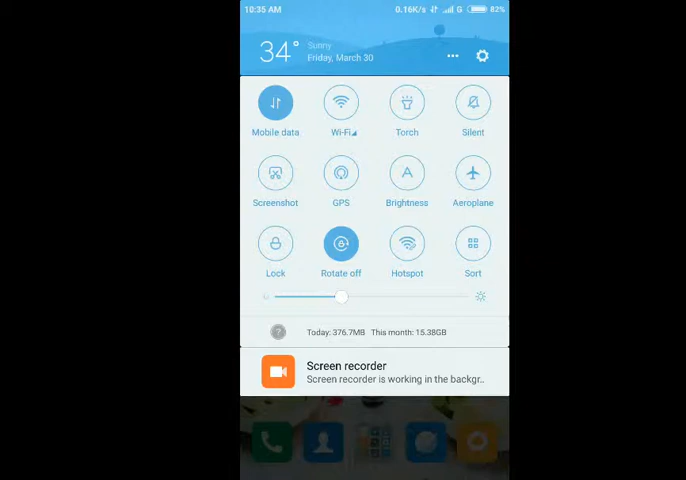 10:35 AM 0.16K/s G 82%
34° Sunny
Friday, March 30
Mobile data Wi-Fi Torch Silent
Screenshot GPS Brightness Aeroplane
Lock Rotate off Hotspot Sort
? Today: 376.7MB This month: 15.38GB
Screen recorder
Screen recorder is working in the backgr..